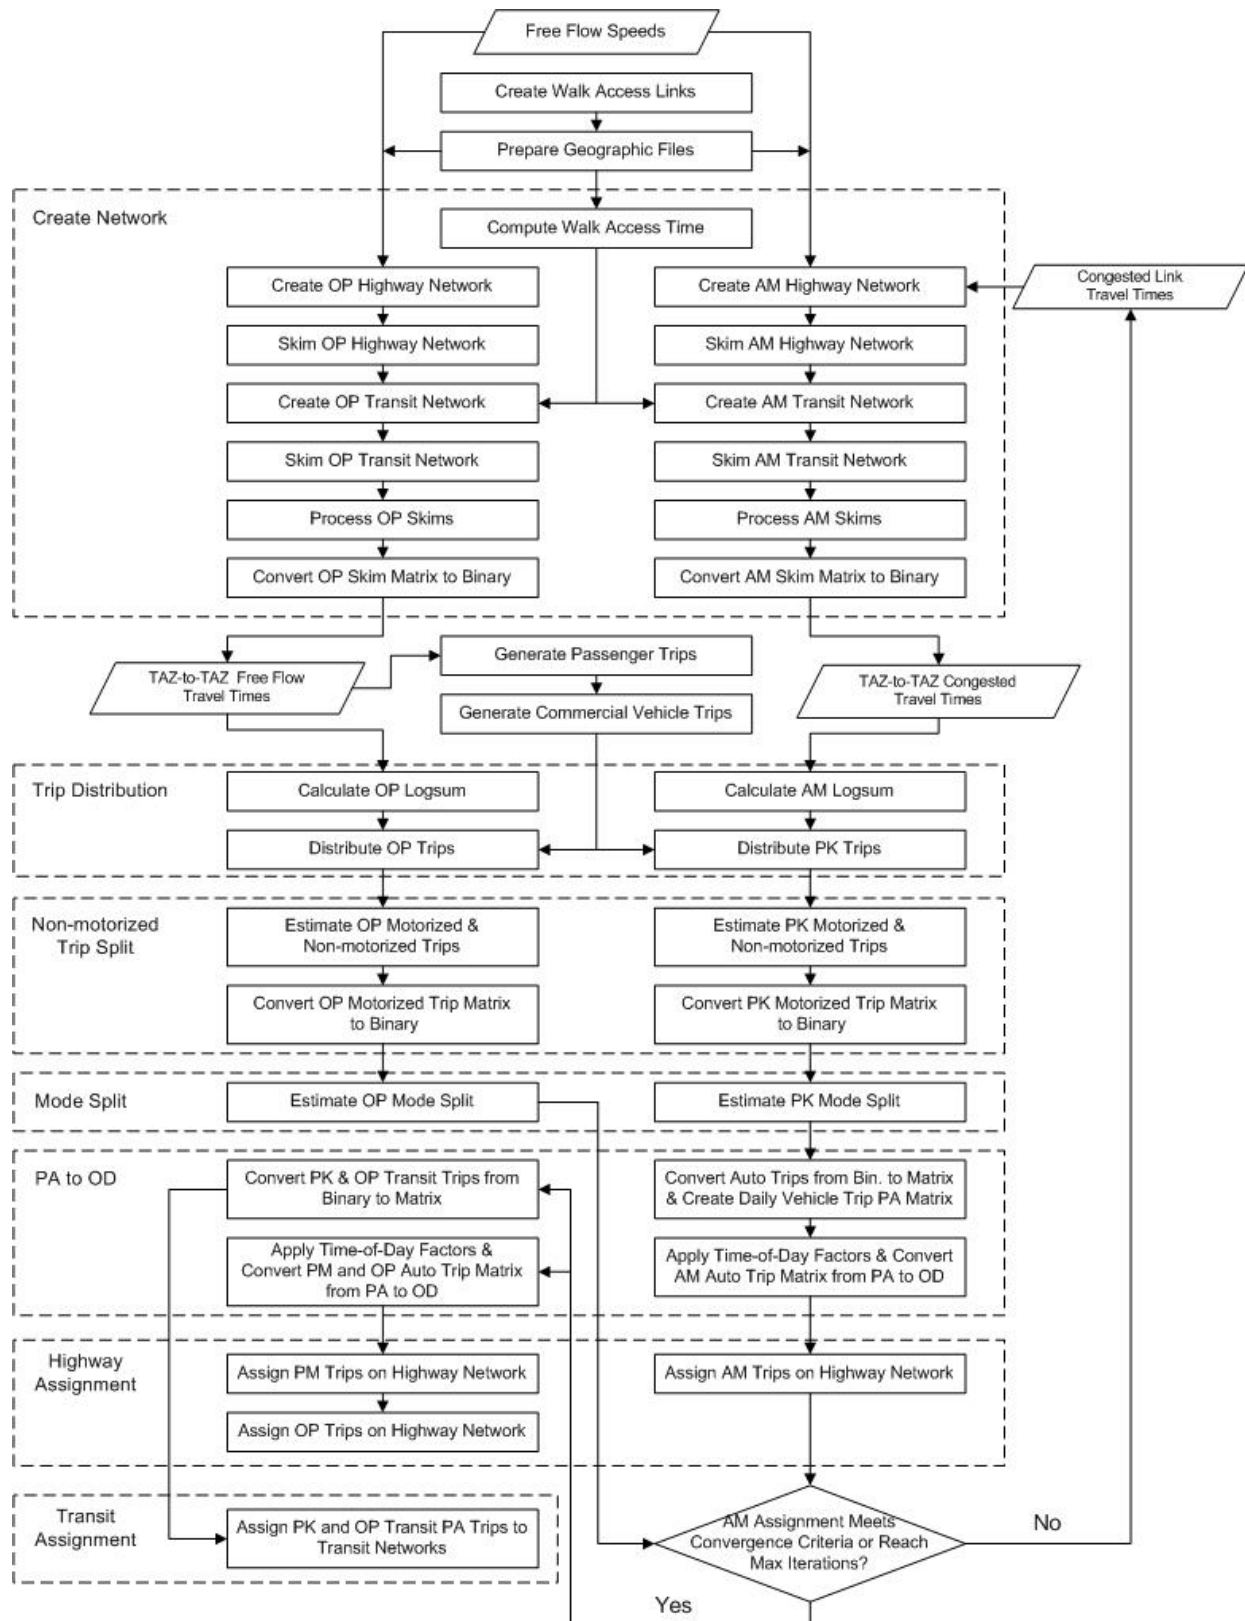 Free Flow Speeds
Create Walk Access Links
Prepare Geographic Files
Create Network
Compute Walk Access Time
Create OP Highway Network
Create AM Highway Network
Congested Link
Travel Times
Skim OP Highway Network
Skim AM Highway Network
Create OP Transit Network
Create AM Transit Network
Skim OP Transit Network
Skim AM Transit Network
Process OP Skims
Process AM Skims
Convert OP Skim Matrix to Binary
Convert AM Skim Matrix to Binary
Generate Passenger Trips
TAZ-to-TAZ Free Flow
Travel Times
TAZ-to-TAZ Congested
Travel Times
Generate Commercial Vehicle Trips
Trip Distribution
Calculate OP Logsum
Calculate AM Logsum
Distribute OP Trips
Distribute PK Trips
Non-motorized
Trip Split
Estimate OP Motorized &
Non-motorized Trips
Estimate PK Motorized &
Non-motorized Trips
Convert OP Motorized Trip Matrix
to Binary
Convert PK Motorized Trip Matrix
to Binary
Mode Split
Estimate OP Mode Split
Estimate PK Mode Split
PA to OD
Convert PK & OP Transit Trips from
Binary to Matrix
Convert Auto Trips from Bin. to Matrix
& Create Daily Vehicle Trip PA Matrix
Apply Time-of-Day Factors &
Convert PM and OP Auto Trip Matrix
from PA to OD
Apply Time-of-Day Factors & Convert
AM Auto Trip Matrix from PA to OD
Highway
Assignment
Assign PM Trips on Highway Network
Assign AM Trips on Highway Network
Assign OP Trips on Highway Network
Transit
Assignment
Assign PK and OP Transit PA Trips to
Transit Networks
AM Assignment Meets
Convergence Criteria or Reach
Max Iterations?
No
Yes